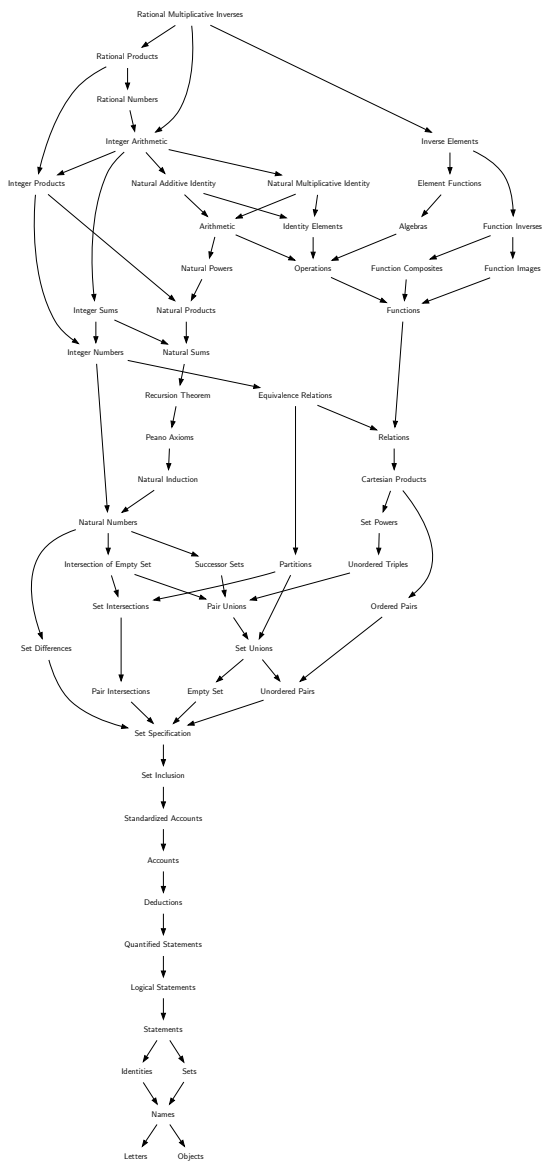 Rational Multiplicative Inverses
Rational Products
Rational Numbers
Integer Arithmetic
Inverse Elements
Integer Products
Natural Additive Identity
Natural Multiplicative Identity
Element Functions
Arithmetic
Identity Elements
Algebras
Function Inverses
Natural Powers
Operations
Function Composites
Function Images
Integer Sums
Natural Products
Functions
Integer Numbers
Natural Sums
Recursion Theorem
Equivalence Relations
Peano Axioms
Relations
Natural Induction
Cartesian Products
Natural Numbers
Set Powers
Intersection of Empty Set
Successor Sets
Partitions
Unordered Triples
Set Intersections
Pair Unions
Ordered Pairs
Set Differences
Set Unions
Pair Intersections
Empty Set
Unordered Pairs
Set Specification
Set Inclusion
Standardized Accounts
Accounts
Deductions
Quantified Statements
Logical Statements
Statements
Identities
Sets
Names
Letters
Objects